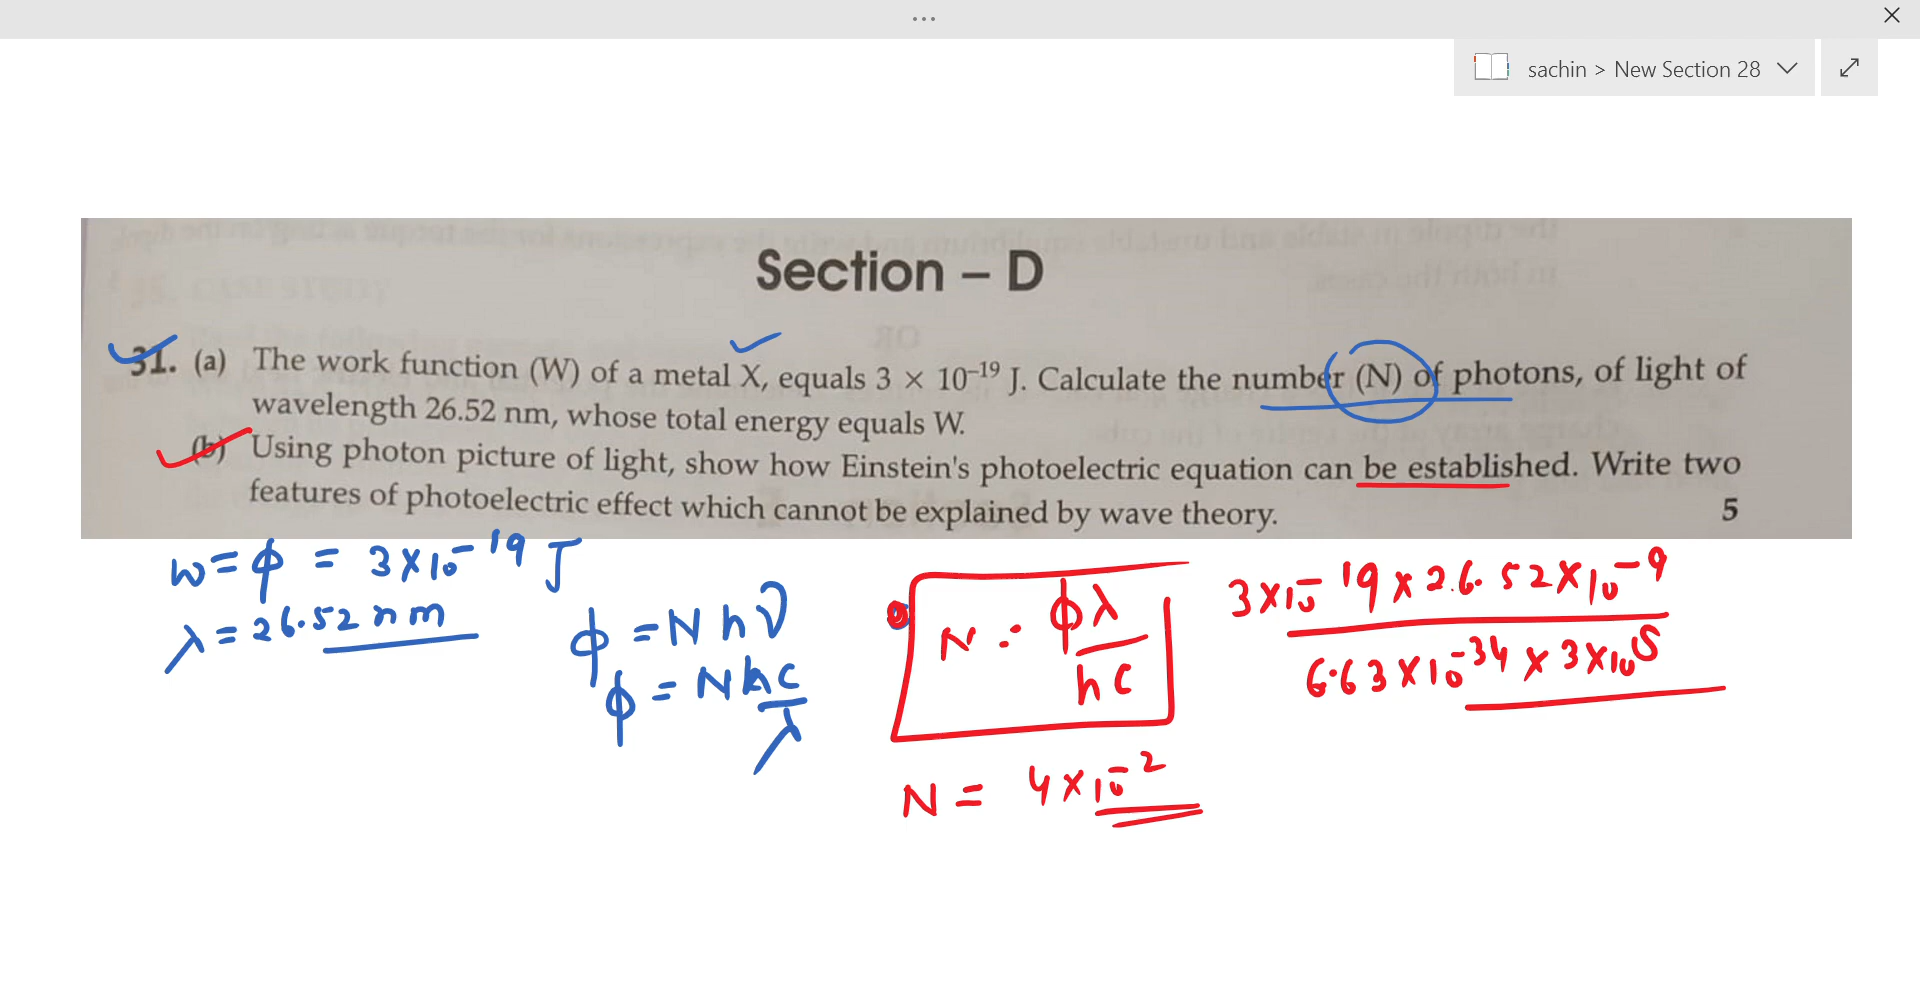 ...
sachin > New Section 28
Section – D
31. (a) The work function (W) of a metal X, equals 3 × 10⁻¹⁹ J. Calculate the number (N) of photons, of light of
wavelength 26.52 nm, whose total energy equals W.
(b) Using photon picture of light, show how Einstein's photoelectric equation can be established. Write two
features of photoelectric effect which cannot be explained by wave theory.
5
w = ϕ = 3×10⁻¹⁹ J
λ = 26.52 nm
ϕ = N h ν
ϕ = N hc/λ
N = ϕλ/hc
3×10⁻¹⁹ × 26.52×10⁻⁹
6.63×10⁻³⁴ × 3×10⁸
N = 4×10⁻²